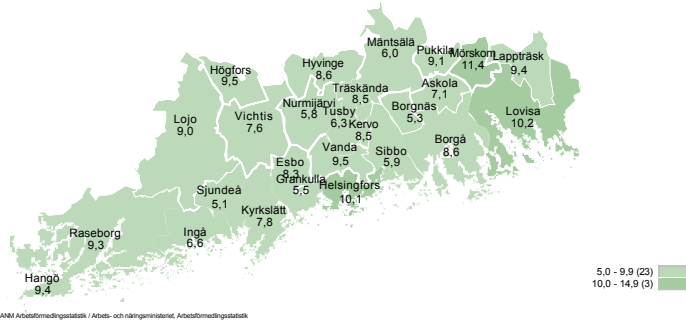 Mäntsälä
6,0
Pukkila
9,1
Mörskom
11,4
Lappträsk
9,4
Högfors
9,5
Hyvinge
8,6
Askola
7,1
Träskända
8,5
Nurmijärvi
5,8
Borgnäs
5,3
Lovisa
10,2
Lojo
9,0
Vichtis
7,6
Tusby
6,3
Kervo
8,5
Borgå
8,6
Vanda
9,5
Sibbo
5,9
Esbo
8,3
Grankulla
5,5
Helsingfors
10,1
Sjundeå
5,1
Kyrkslätt
7,8
Raseborg
9,3
Ingå
6,6
Hangö
9,4
5,0 - 9,9 (23)
10,0 - 14,9 (3)
ANM Arbetsförmedlingsstatistik / Arbets- och näringsministeriet, Arbetsförmedlingsstatistik